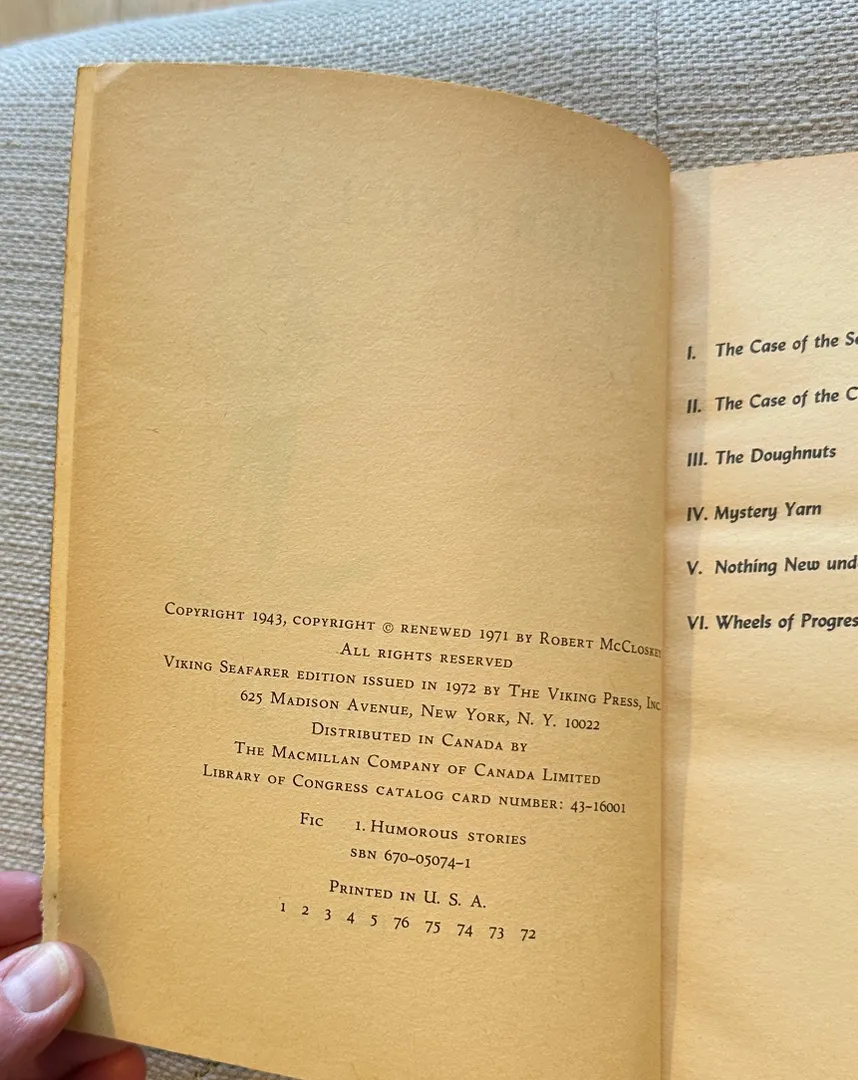 Copyright 1943, copyright © renewed 1971 by Robert McCloskey
All rights reserved
Viking Seafarer edition issued in 1972 by The Viking Press, Inc
625 Madison Avenue, New York, N. Y. 10022
Distributed in Canada by
The Macmillan Company of Canada Limited
Library of Congress catalog card number: 43-16001
Fic 1. Humorous stories
SBN 670-05074-1
Printed in U. S. A.
1 2 3 4 5 76 75 74 73 72
I. The Case of the
II. The Case of the
III. The Doughnuts
IV. Mystery Yarn
V. Nothing New
VI. Wheels of